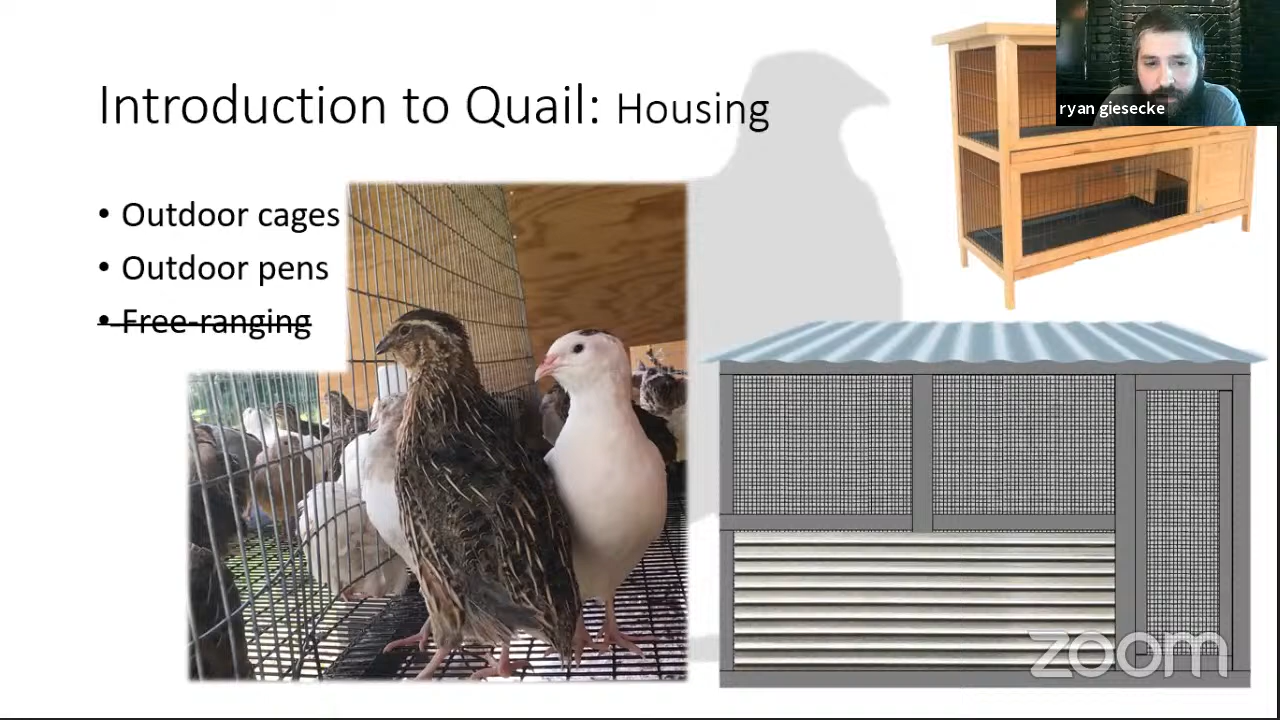 Introduction to Quail: Housing
ryan giesecke
• Outdoor cages
• Outdoor pens
• Free-ranging
zoom